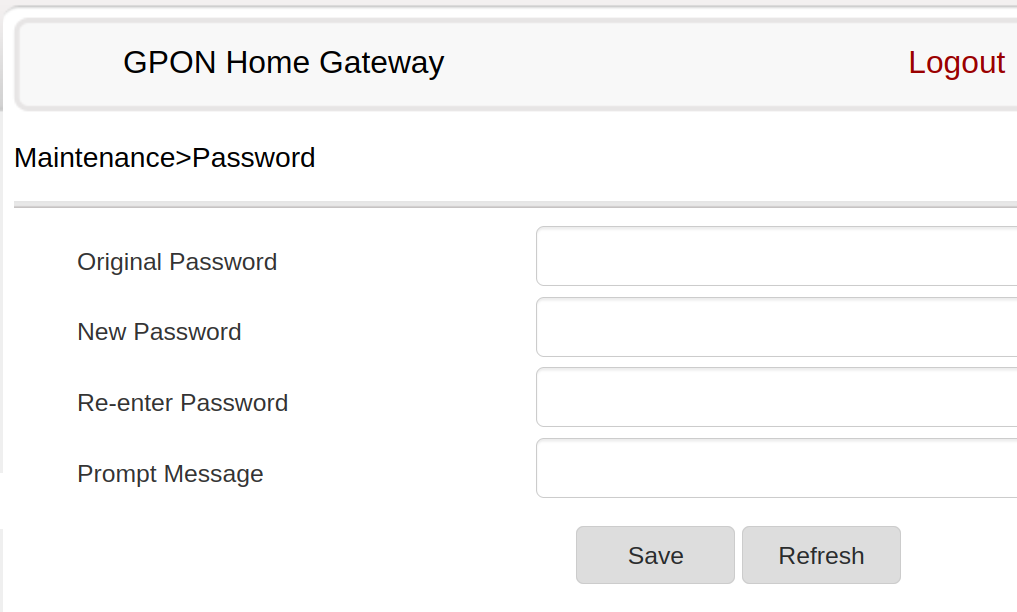 GPON Home Gateway Logout
Maintenance>Password
Original Password
New Password
Re-enter Password
Prompt Message
Save Refresh